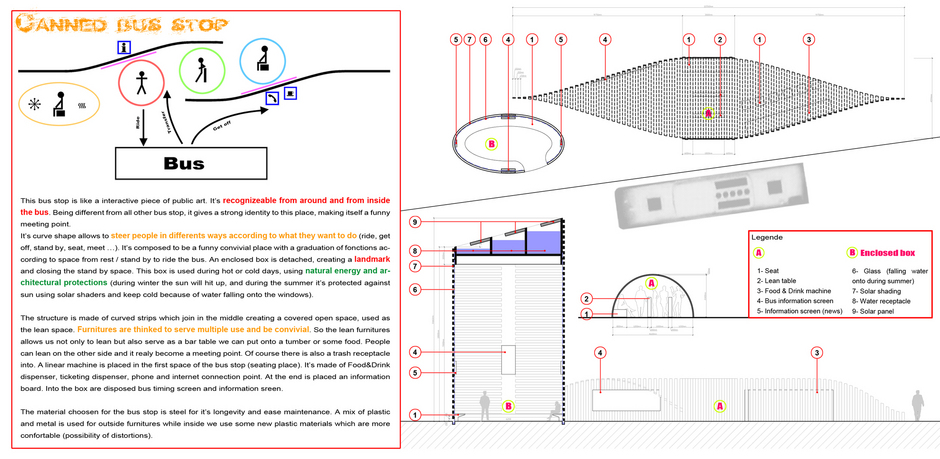 CANNED BUS STOP
i
Ride
Transfer
Get off
Bus
This bus stop is like a interactive piece of public art. It's recognizeable from around and from inside
the bus. Being different from all other bus stop, it gives a strong identity to this place, making itself a funny
meeting point.
It's curve shape allows to steer people in differents ways according to what they want to do (ride, get
off, stand by, seat, meet ...). It's composed to be a funny convivial place with a graduation of fonctions ac-
cording to space from rest / stand by to ride the bus. An enclosed box is detached, creating a landmark
and closing the stand by space. This box is used during hot or cold days, using natural energy and ar-
chitectural protections (during winter the sun will hit up, and during the summer it's protected against
sun using solar shaders and keep cold because of water falling onto the windows).
The structure is made of curved strips which join in the middle creating a covered open space, used as
the lean space. Furnitures are thinked to serve multiple use and be convivial. So the lean furnitures
allows us not only to lean but also serve as a bar table we can put onto a tumber or some food. People
can lean on the other side and it realy become a meeting point. Of course there is also a trash receptacle
into. A linear machine is placed in the first space of the bus stop (seating place). It's made of Food&Drink
dispenser, ticketing dispenser, phone and internet connection point. At the end is placed an information
board. Into the box are disposed bus timing screen and information sreen.
The material choosen for the bus stop is steel for it's longevity and ease maintenance. A mix of plastic
and metal is used for outside furnitures while inside we use some new plastic materials which are more
confortable (possibility of distortions).
5 7 6 4 1 5 4 1 2 1 3
A
B
9
8
7
6
4
5
1
B
A
2
1
4
3
A
Legende
A
1- Seat
2- Lean table
3- Food & Drink machine
4- Bus information screen
5- Information screen (news)
B Enclosed box
6- Glass (falling water
onto during summer)
7- Solar shading
8- Water receptacle
9- Solar panel